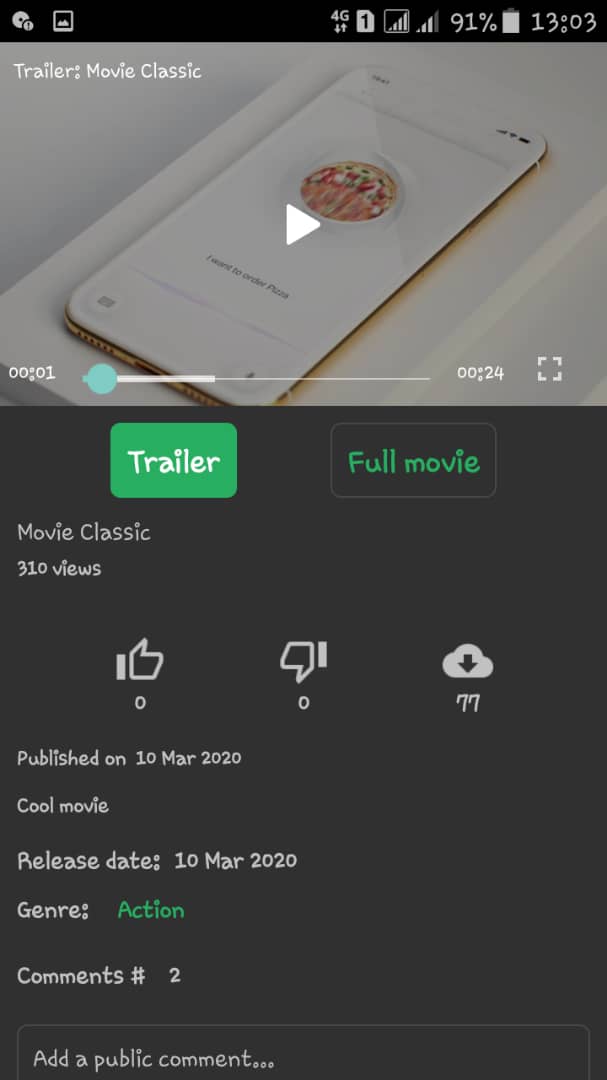 4G 1 91% 13:03
Trailer: Movie Classic
I want to order Pizza
00:01 00:24
Trailer Full movie
Movie Classic
310 views
0 0 77
Published on 10 Mar 2020
Cool movie
Release date: 10 Mar 2020
Genre: Action
Comments # 2
Add a public comment...